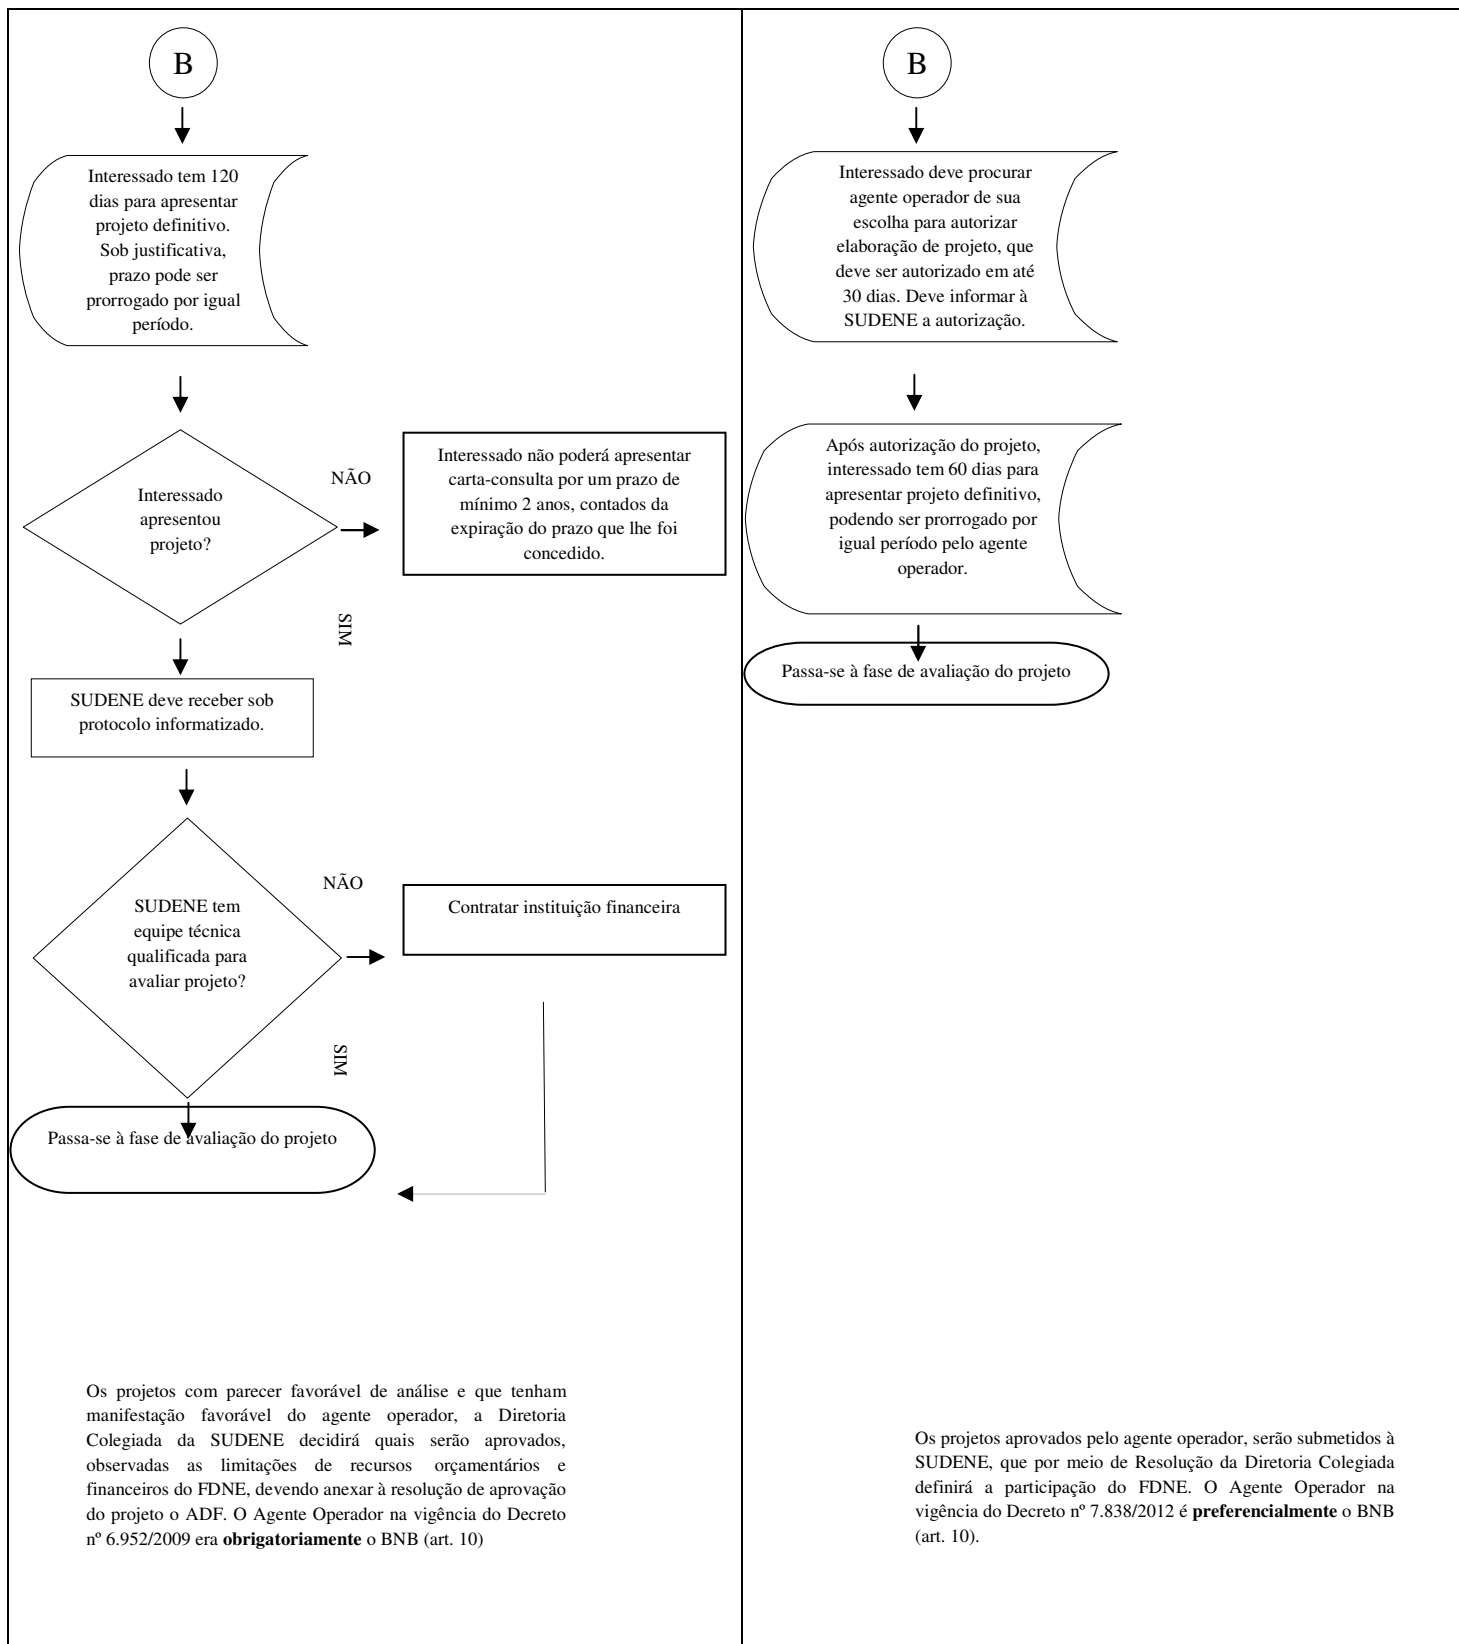 B
Interessado tem 120
dias para apresentar
projeto definitivo.
Sob justificativa,
prazo pode ser
prorrogado por igual
período.
Interessado
apresentou
projeto?
NÃO
Interessado não poderá apresentar
carta-consulta por um prazo de
mínimo 2 anos, contados da
expiração do prazo que lhe foi
concedido.
SIM
SUDENE deve receber sob
protocolo informatizado.
SUDENE tem
equipe técnica
qualificada para
avaliar projeto?
NÃO
Contratar instituição financeira
SIM
Passa-se à fase de avaliação do projeto
Os projetos com parecer favorável de análise e que tenham
manifestação favorável do agente operador, a Diretoria
Colegiada da SUDENE decidirá quais serão aprovados,
observadas as limitações de recursos orçamentários e
financeiros do FDNE, devendo anexar à resolução de aprovação
do projeto o ADF. O Agente Operador na vigência do Decreto
nº 6.952/2009 era obrigatoriamente o BNB (art. 10)
B
Interessado deve procurar
agente operador de sua
escolha para autorizar
elaboração de projeto, que
deve ser autorizado em até
30 dias. Deve informar à
SUDENE a autorização.
Após autorização do projeto,
interessado tem 60 dias para
apresentar projeto definitivo,
podendo ser prorrogado por
igual período pelo agente
operador.
Passa-se à fase de avaliação do projeto
Os projetos aprovados pelo agente operador, serão submetidos à
SUDENE, que por meio de Resolução da Diretoria Colegiada
definirá a participação do FDNE. O Agente Operador na
vigência do Decreto nº 7.838/2012 é preferencialmente o BNB
(art. 10).